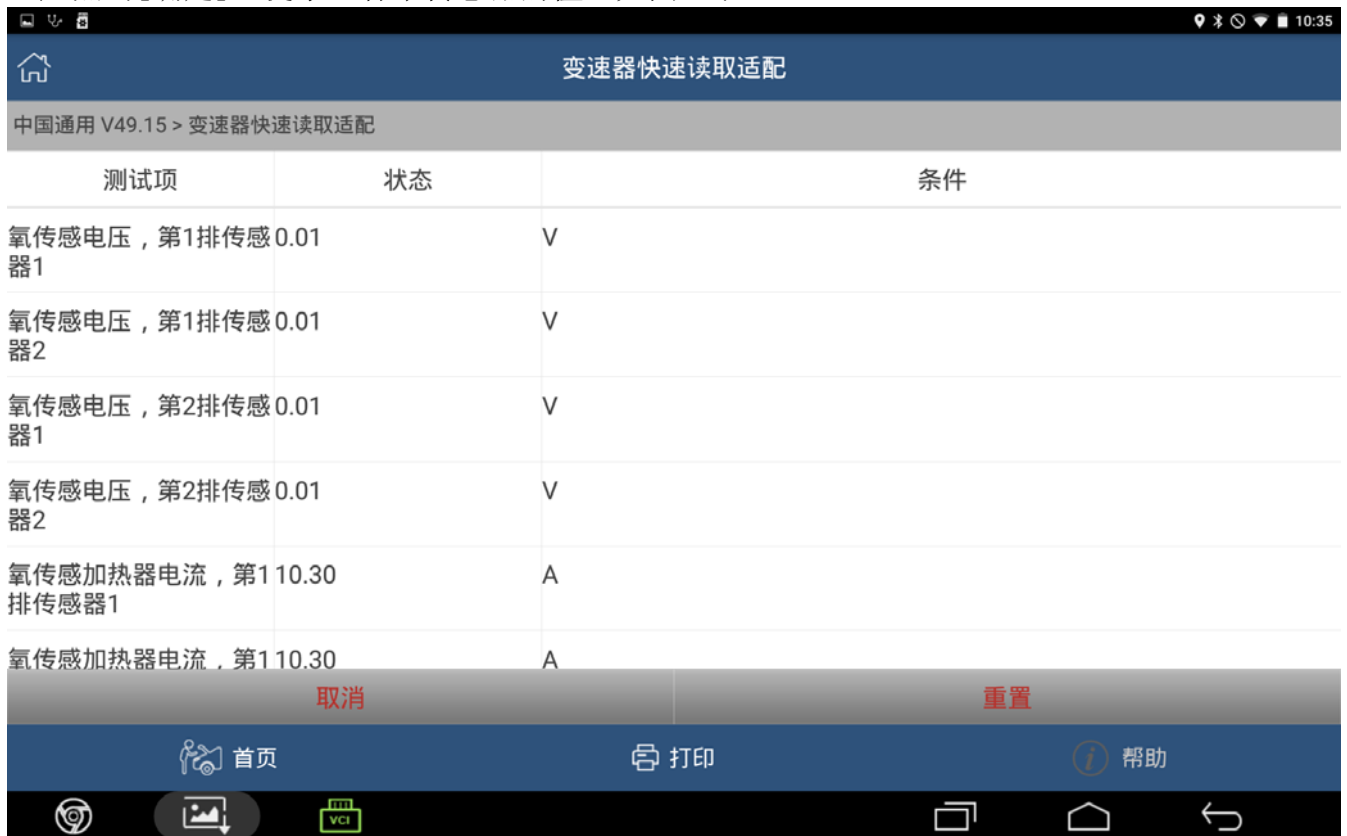 10:35
变速器快速读取适配
中国通用 V49.15 > 变速器快速读取适配
测试项 状态 条件
氧传感电压，第1排传感 0.01 V
器1
氧传感电压，第1排传感 0.01 V
器2
氧传感电压，第2排传感 0.01 V
器1
氧传感电压，第2排传感 0.01 V
器2
氧传感加热器电流，第1 10.30 A
排传感器1
氧传感加热器电流，第1 10.30 A
取消 重置
首页 打印 帮助
VCI